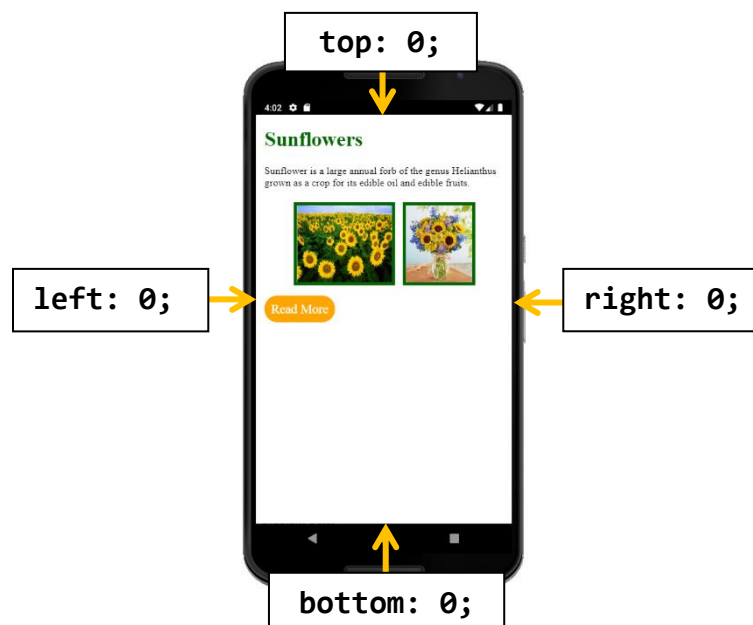 top: 0;
4:02
Sunflowers
Sunflower is a large annual forb of the genus Helianthus
grown as a crop for its edible oil and edible fruits.
left: 0;
right: 0;
Read More
bottom: 0;